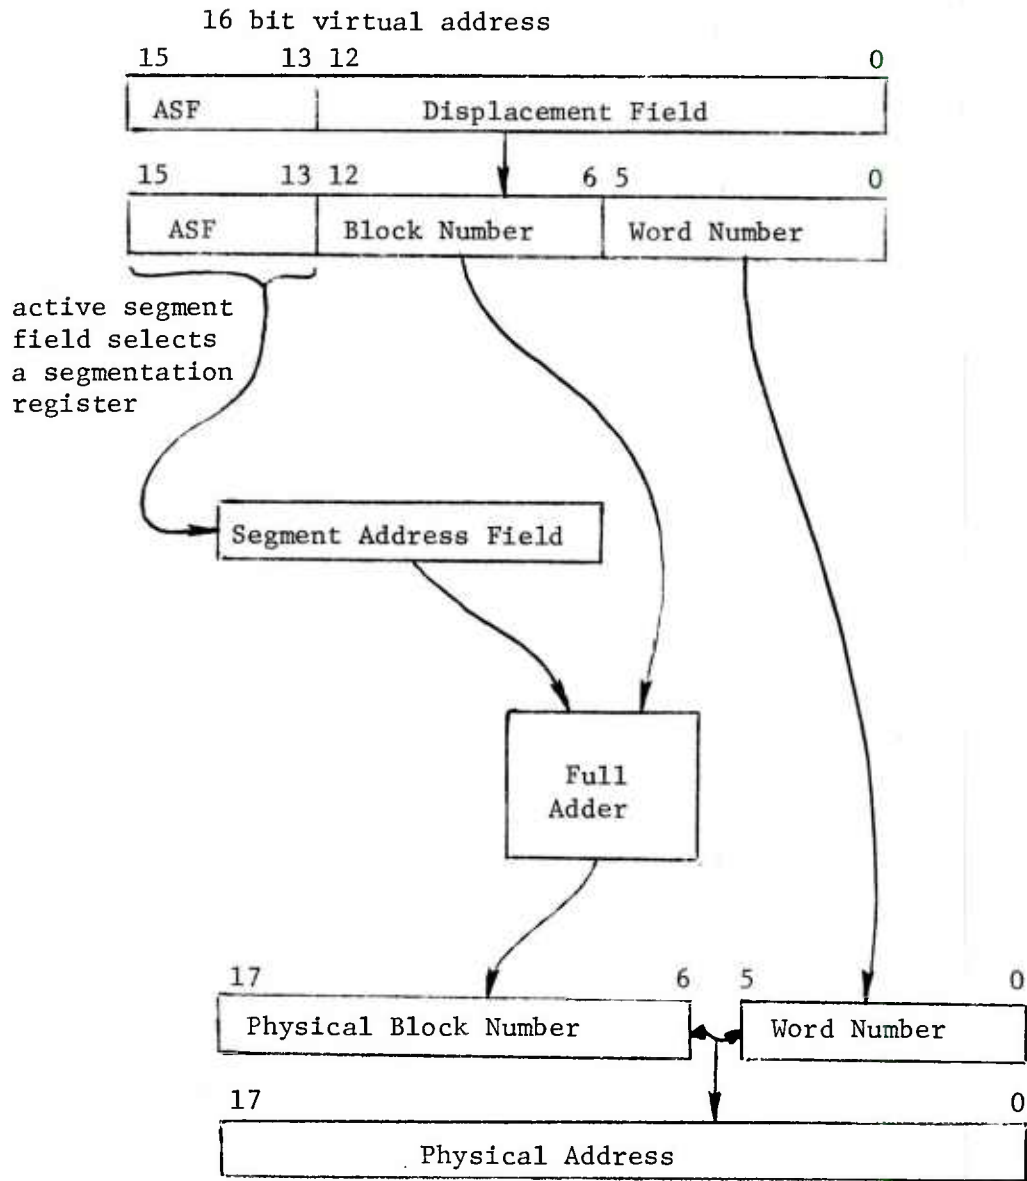 16 bit virtual address
15 13 12 0
ASF Displacement Field
15 13 12 6 5 0
ASF Block Number Word Number
active segment
field selects
a segmentation
register
Segment Address Field
Full
Adder
17 6 5 0
Physical Block Number Word Number
17 0
Physical Address